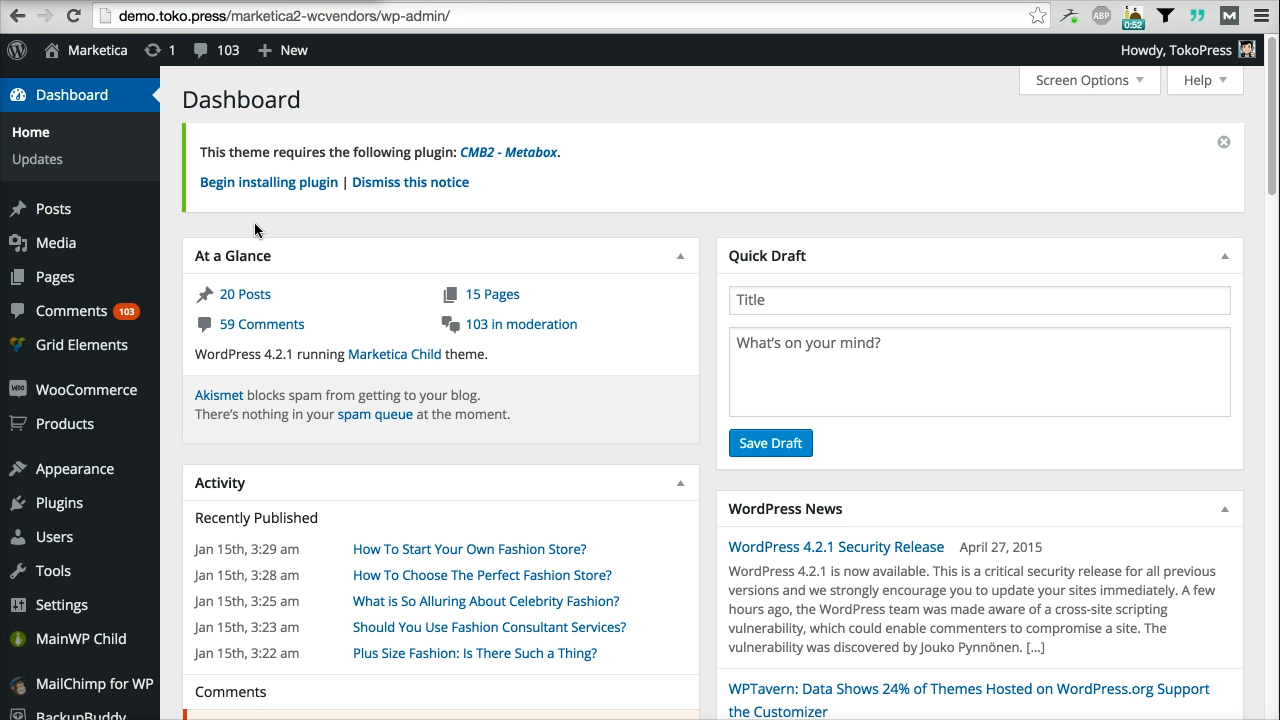 demo.toko.press/marketica2-wcvendors/wp-admin/
ABP
0:52
M
Marketica
1
103
+ New
Howdy, TokoPress
Dashboard
Home
Updates
Posts
Media
Pages
Comments 103
Grid Elements
WooCommerce
Products
Appearance
Plugins
Users
Tools
Settings
MainWP Child
MailChimp for WP
BackupBuddy
Screen Options
Help
Dashboard
This theme requires the following plugin: CMB2 - Metabox.
Begin installing plugin | Dismiss this notice
At a Glance
20 Posts
15 Pages
59 Comments
103 in moderation
WordPress 4.2.1 running Marketica Child theme.
Akismet blocks spam from getting to your blog.
There's nothing in your spam queue at the moment.
Activity
Recently Published
Jan 15th, 3:29 am How To Start Your Own Fashion Store?
Jan 15th, 3:28 am How To Choose The Perfect Fashion Store?
Jan 15th, 3:25 am What is So Alluring About Celebrity Fashion?
Jan 15th, 3:23 am Should You Use Fashion Consultant Services?
Jan 15th, 3:22 am Plus Size Fashion: Is There Such a Thing?
Comments
Quick Draft
Title
What's on your mind?
Save Draft
WordPress News
WordPress 4.2.1 Security Release April 27, 2015
WordPress 4.2.1 is now available. This is a critical security release for all previous
versions and we strongly encourage you to update your sites immediately. A few
hours ago, the WordPress team was made aware of a cross-site scripting
vulnerability, which could enable commenters to compromise a site. The
vulnerability was discovered by Jouko Pynnönen. [...]
WPTavern: Data Shows 24% of Themes Hosted on WordPress.org Support
the Customizer